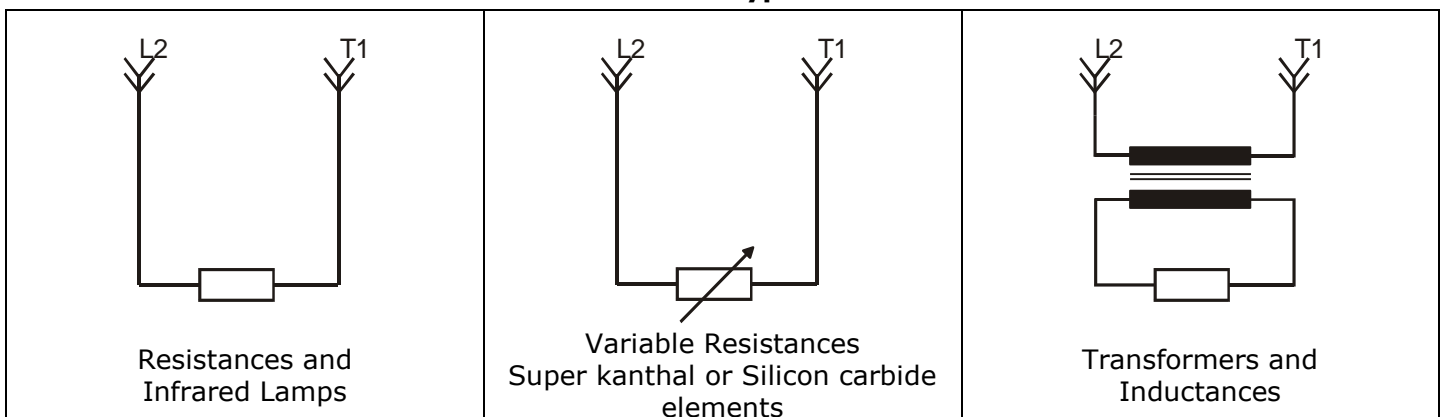 L2 T1
Resistances and
Infrared Lamps
L2 T1
Variable Resistances
Super kanthal or Silicon carbide
elements
L2 T1
Transformers and
Inductances